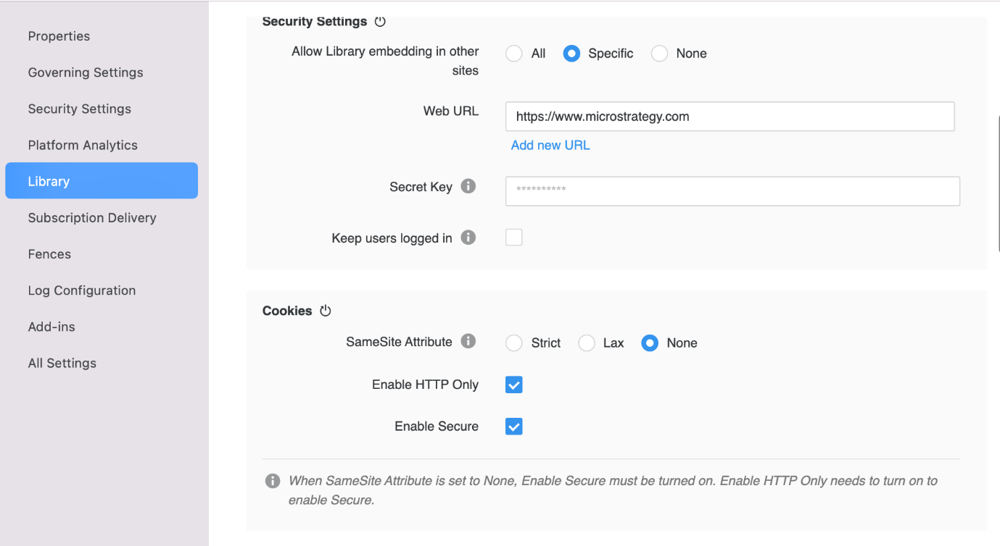 Properties
Governing Settings
Security Settings
Platform Analytics
Library
Subscription Delivery
Fences
Log Configuration
Add-ins
All Settings
Security Settings
Allow Library embedding in other
sites
All Specific None
Web URL
https://www.microstrategy.com
Add new URL
Secret Key
**********
Keep users logged in
Cookies
SameSite Attribute
Strict Lax None
Enable HTTP Only
Enable Secure
When SameSite Attribute is set to None, Enable Secure must be turned on. Enable HTTP Only needs to turn on to
enable Secure.